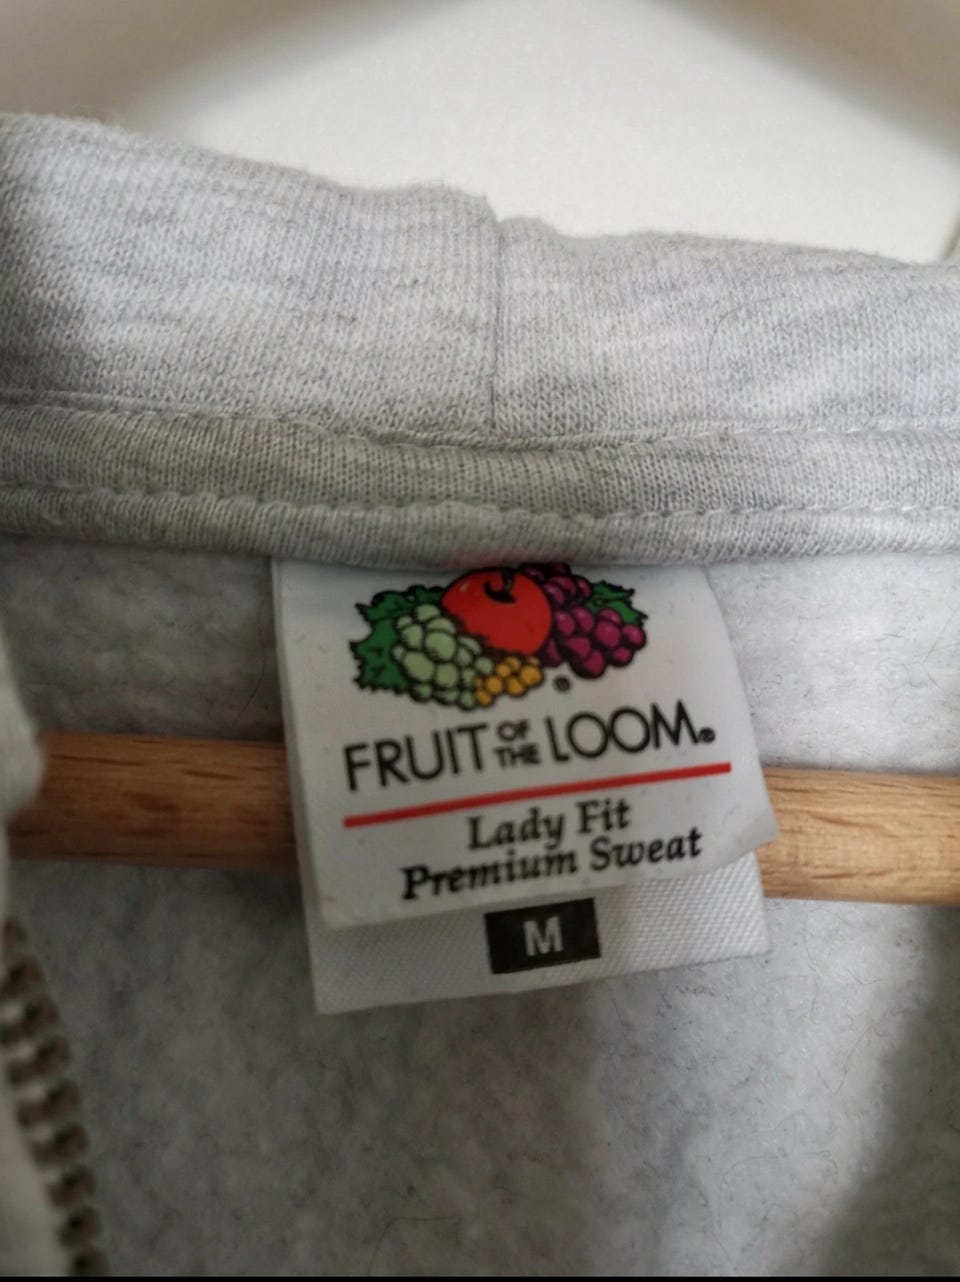 FRUIT OF THE LOOM®
Lady Fit
Premium Sweat
M